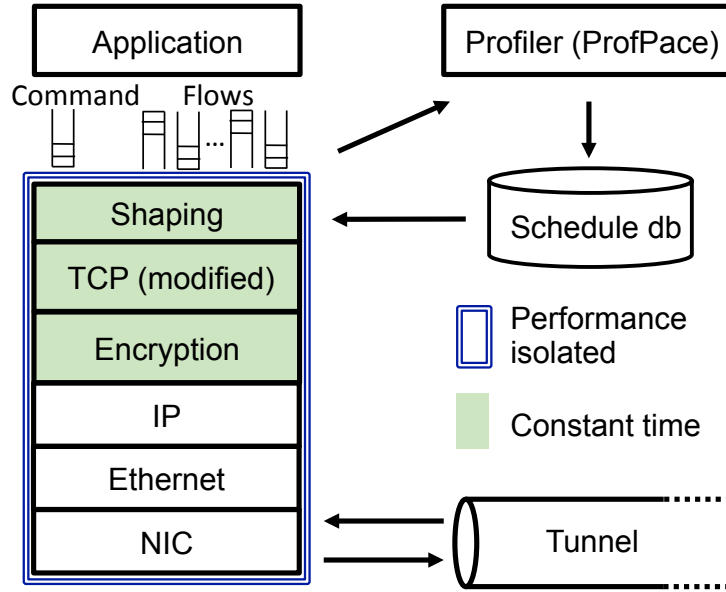 Application
Profiler (ProfPace)
Command
Flows
...
Shaping
Schedule db
TCP (modified)
Encryption
Performance
isolated
IP
Constant time
Ethernet
NIC
Tunnel